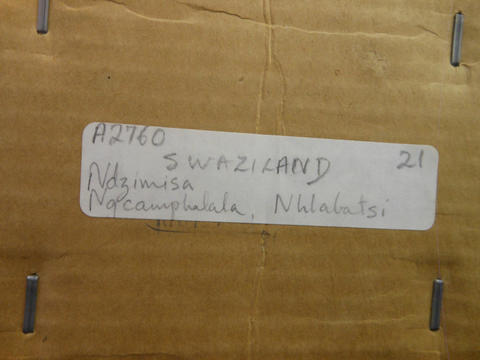 A2760
SWAZILAND 21
Ndzimisa
Ngcamphalala, Nhlabatsi